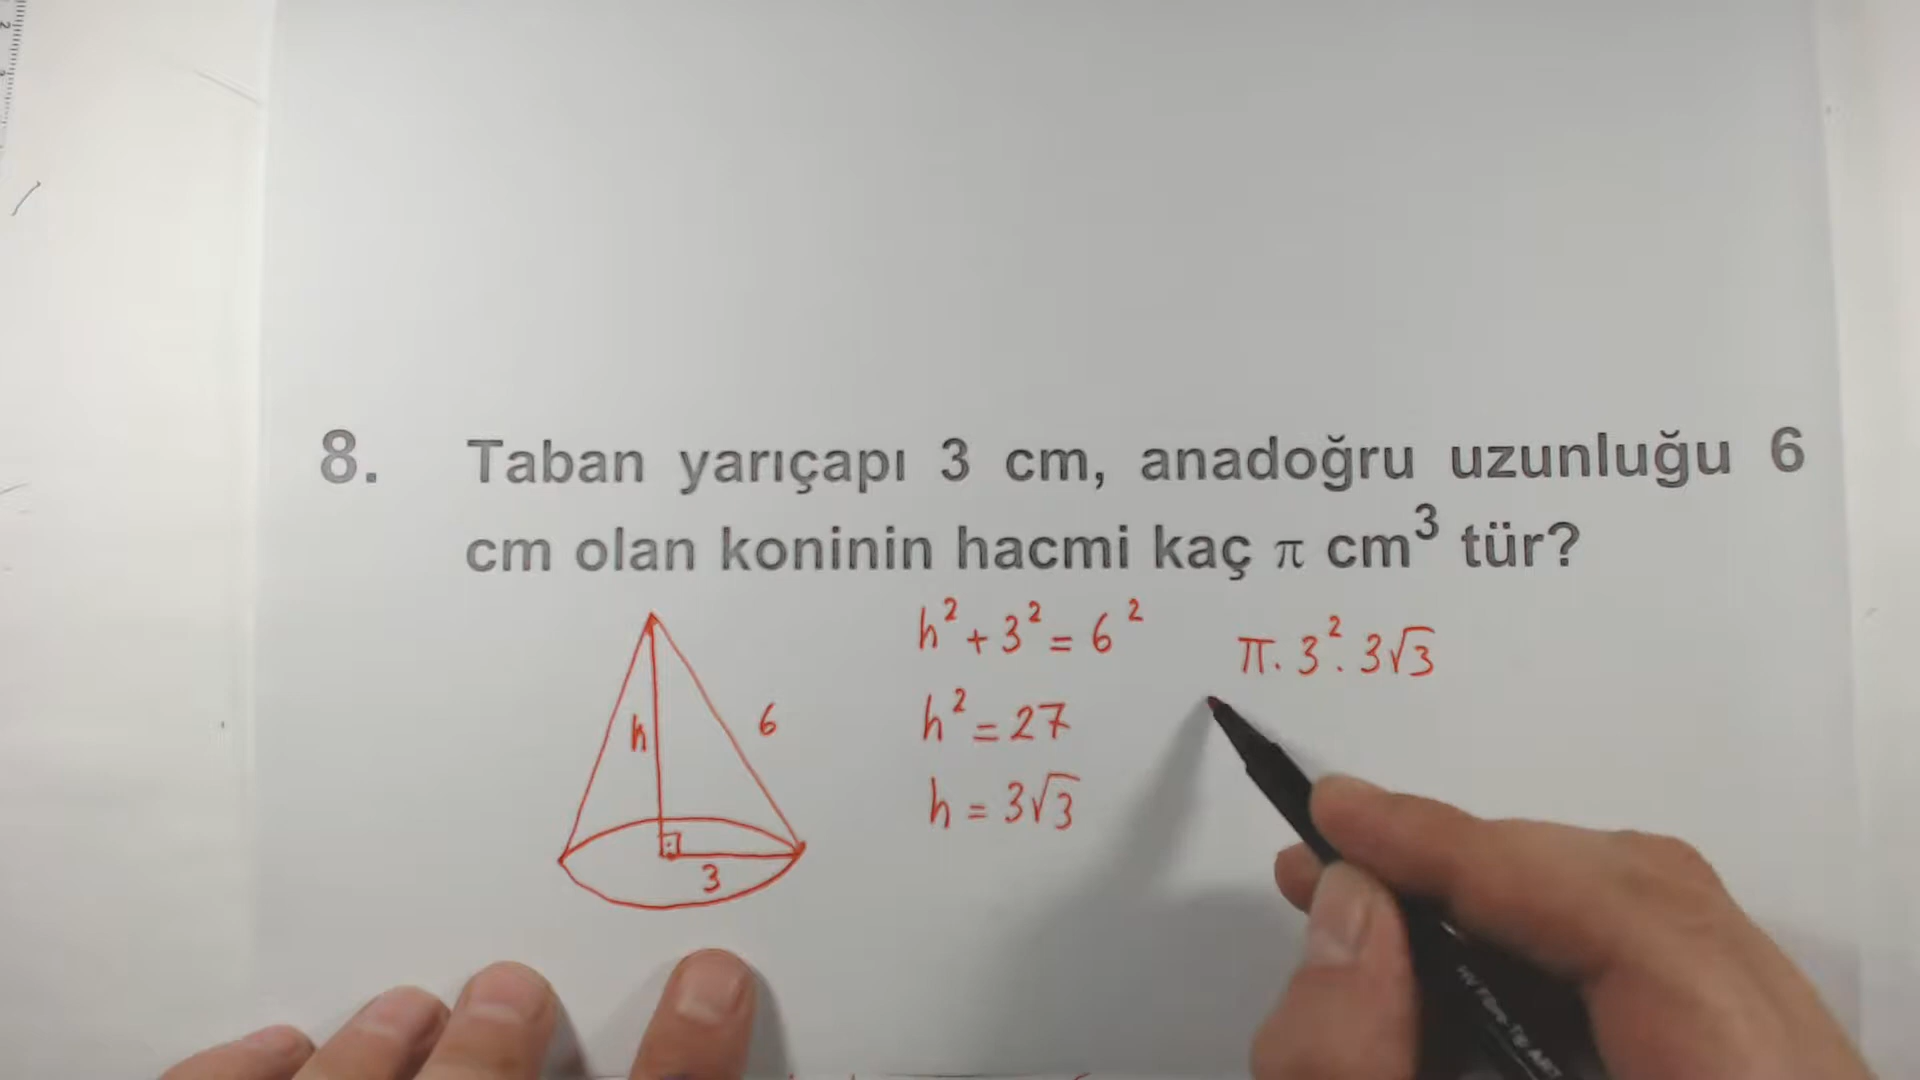 8. Taban yarıçapı 3 cm, anadoğru uzunluğu 6
cm olan koninin hacmi kaç π cm³ tür?
h
6
3
h² + 3² = 6²
h² = 27
h = 3√3
π. 3². 3√3